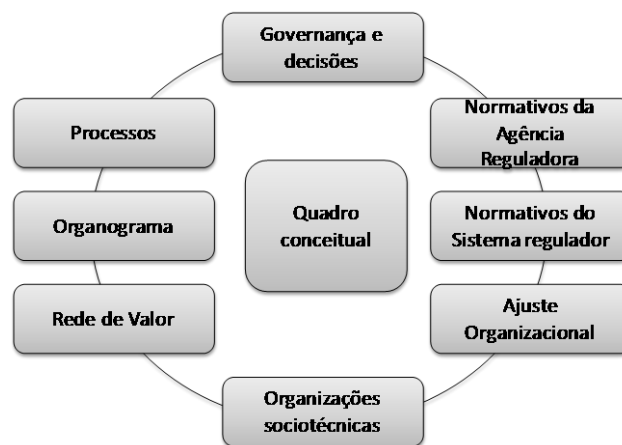 Governança e
decisões
Processos
Normativos da
Agência
Reguladora
Organograma
Quadro
conceitual
Normativos do
Sistema regulador
Rede de Valor
Ajuste
Organizacional
Organizações
sociotécnicas